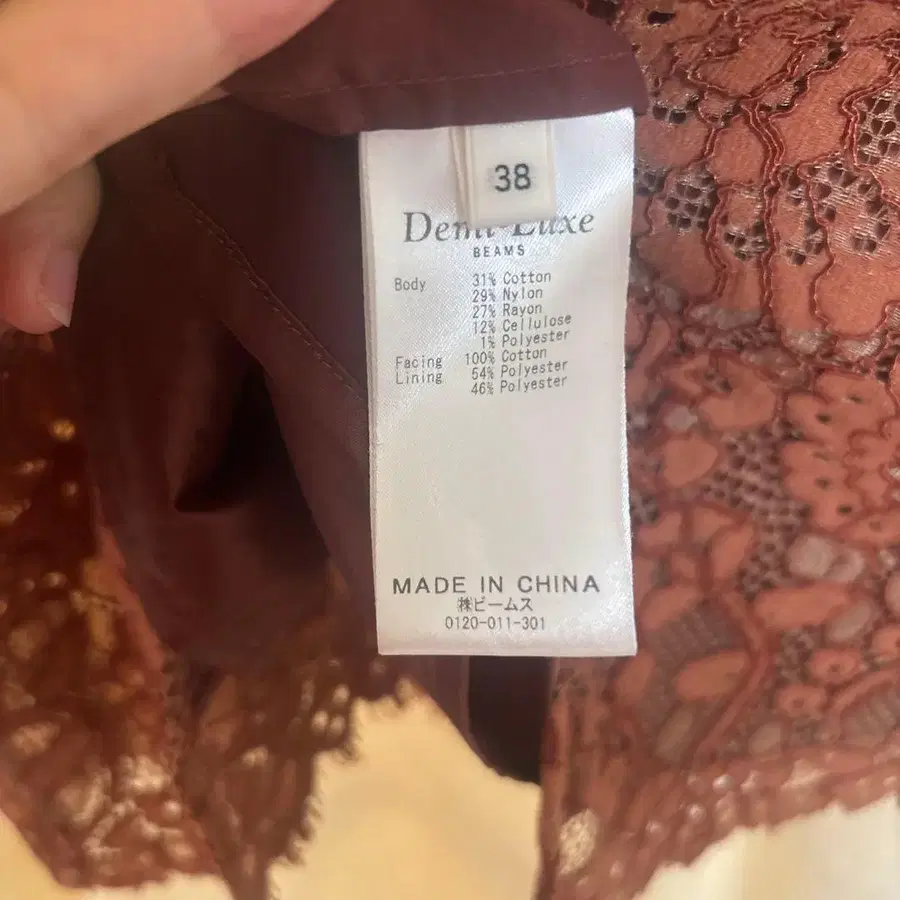 38
Demi-Luxe
BEAMS
Body 31% Cotton
29% Nylon
27% Rayon
12% Cellulose
1% Polyester
Facing 100% Cotton
Lining 54% Polyester
46% Polyester
MADE IN CHINA
㈱ビームス
0120-011-301